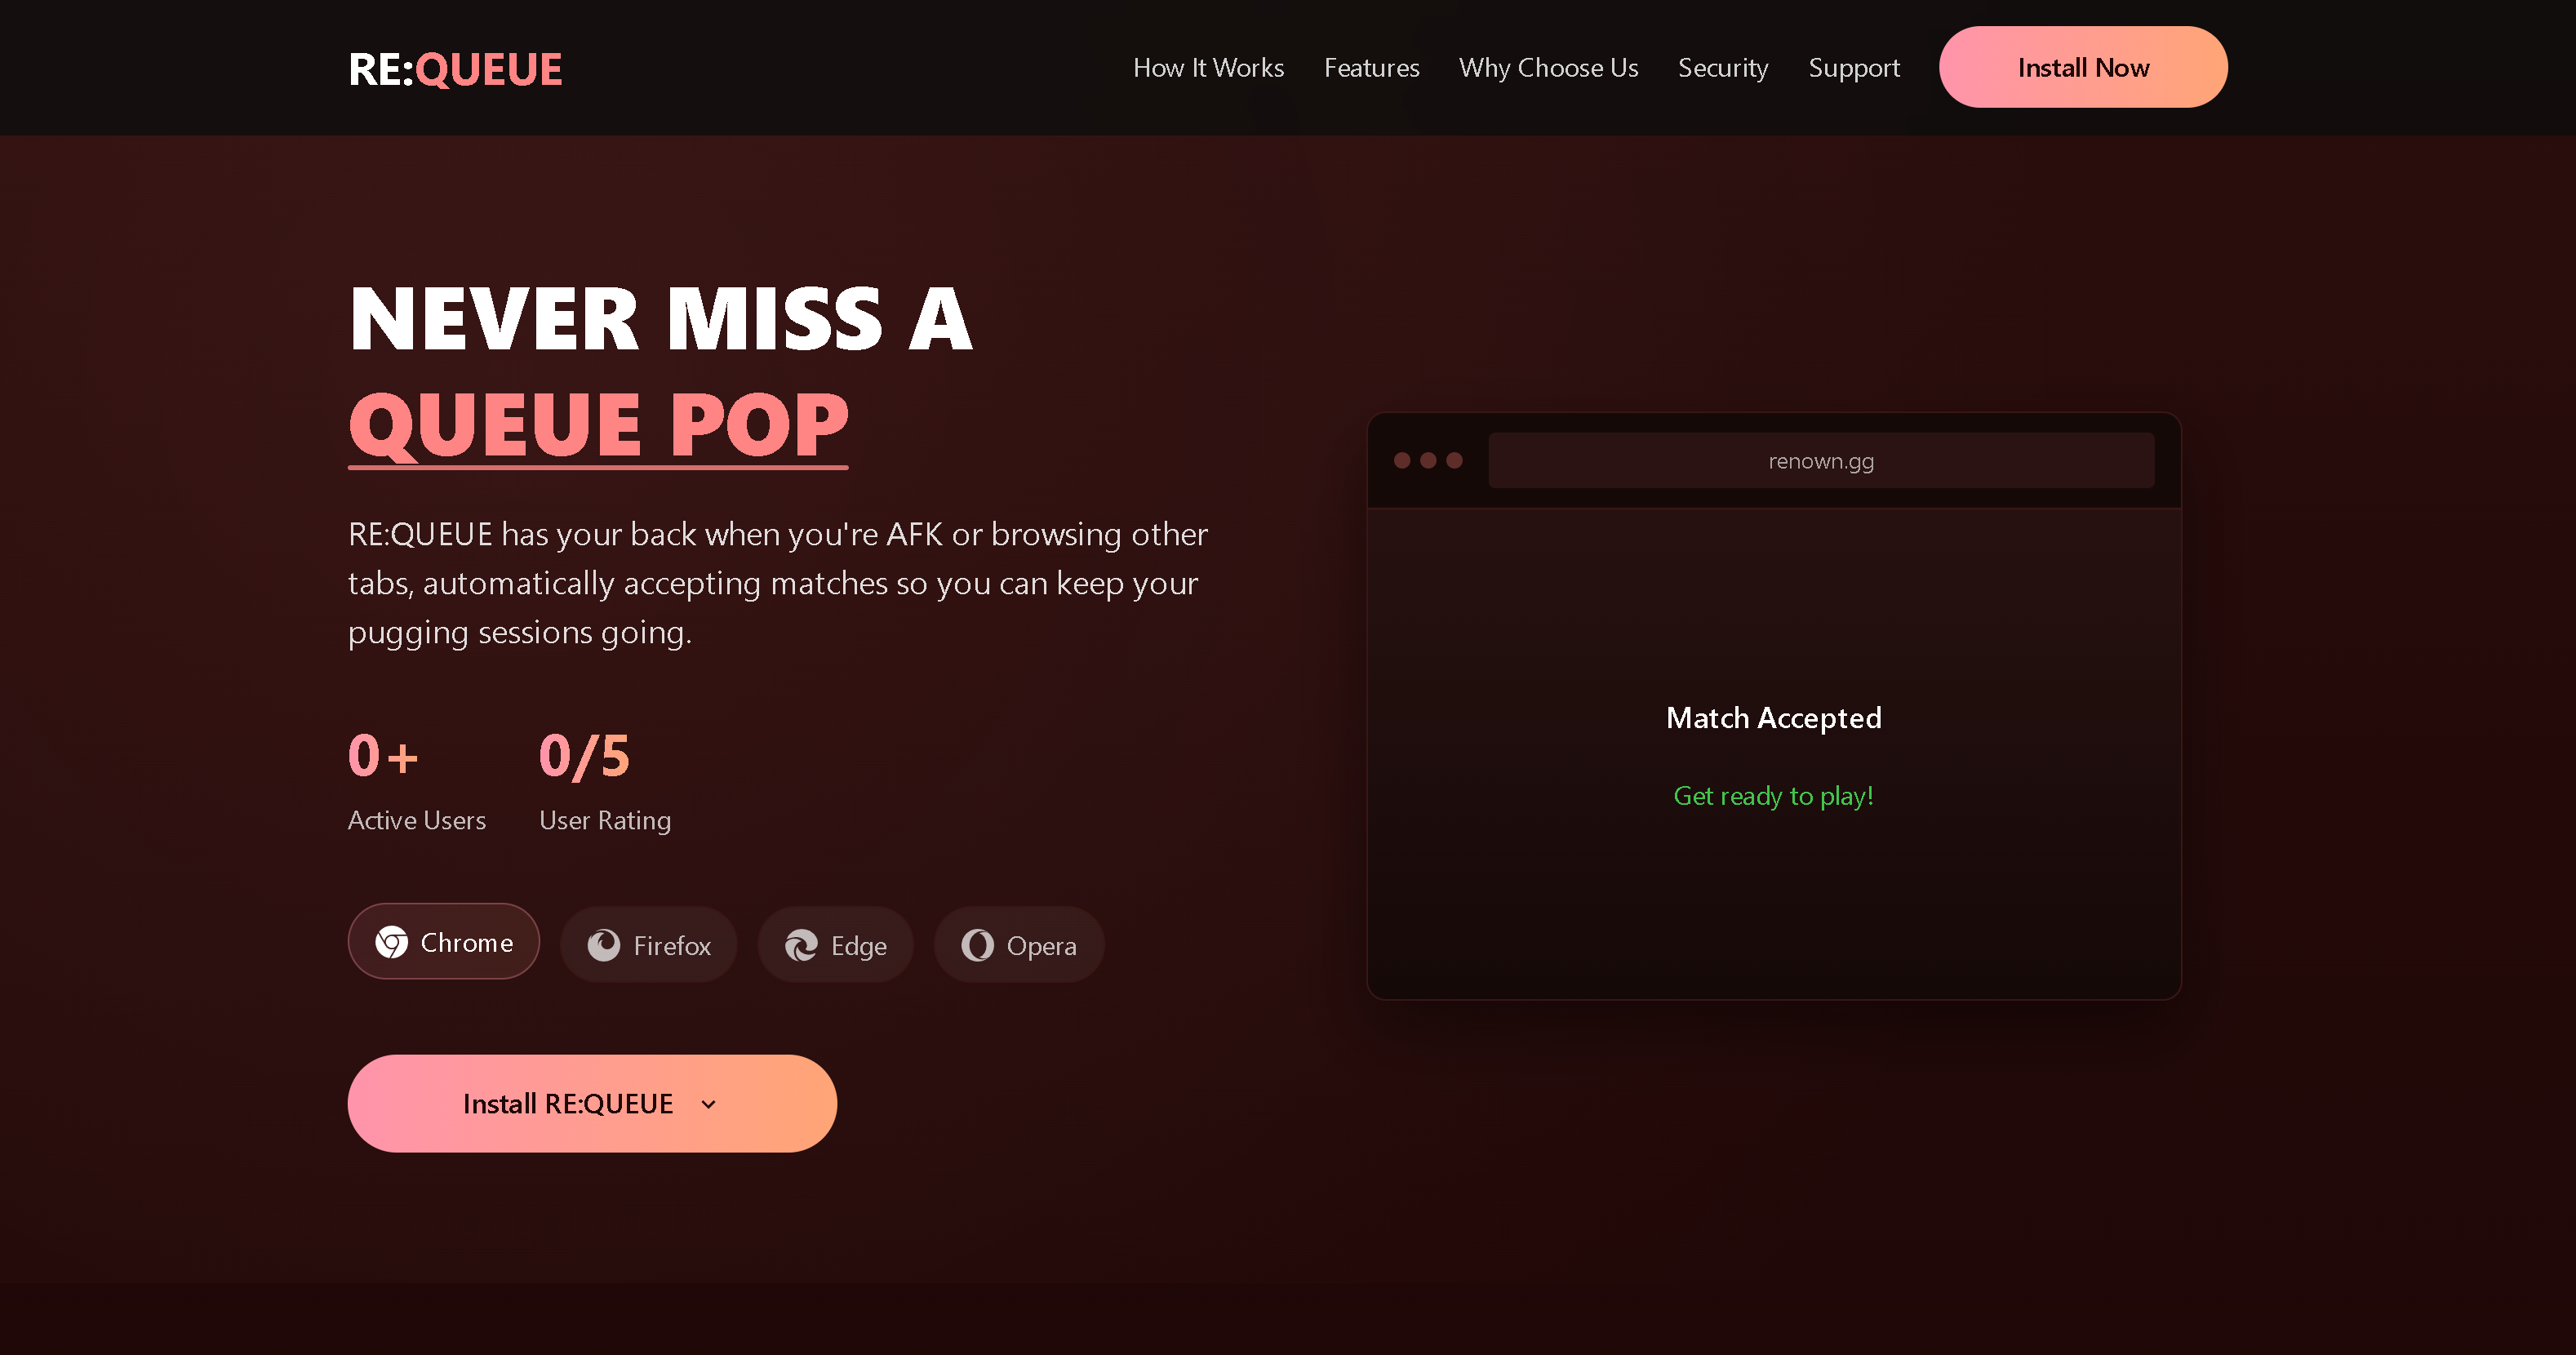 RE:QUEUE
How It Works
Features
Why Choose Us
Security
Support
Install Now
NEVER MISS A
QUEUE POP
RE:QUEUE has your back when you're AFK or browsing other
tabs, automatically accepting matches so you can keep your
pugging sessions going.
0+
Active Users
0/5
User Rating
Chrome
Firefox
Edge
Opera
Install RE:QUEUE
renown.gg
Match Accepted
Get ready to play!